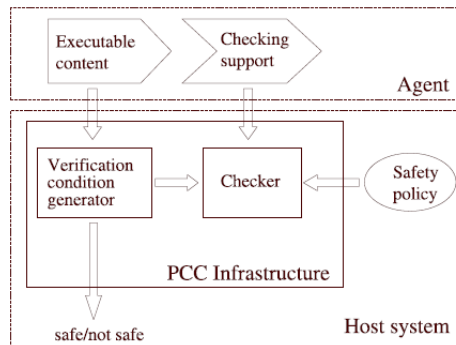 Executable
content
Checking
support
Agent
Verification
condition
generator
Checker
Safety
policy
PCC Infrastructure
safe/not safe
Host system